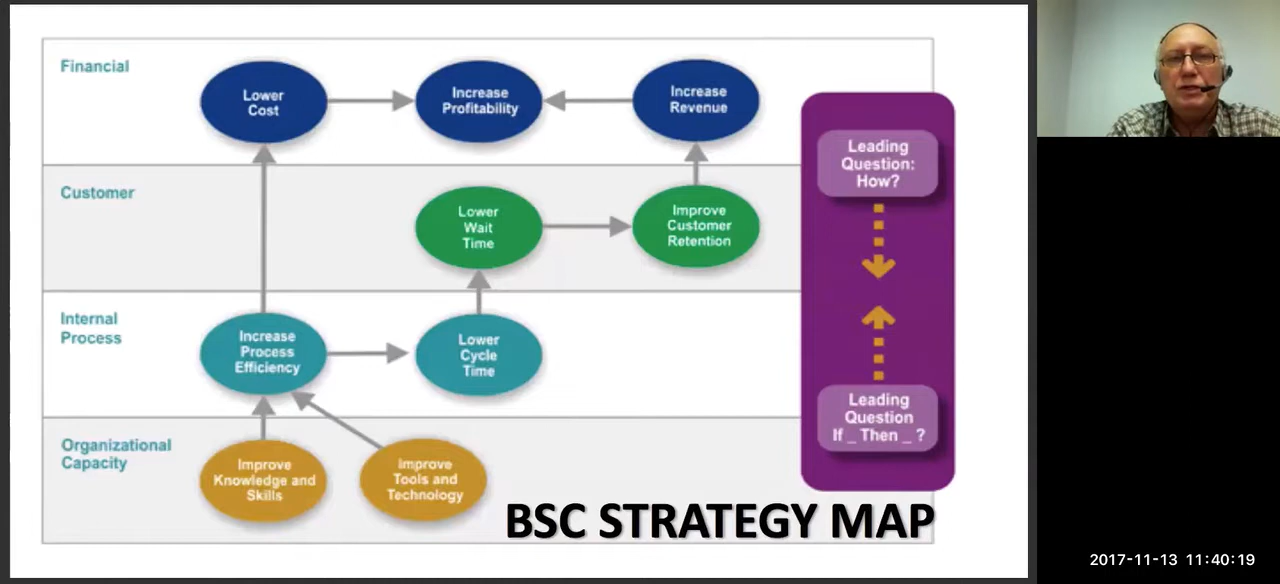 Financial
Lower
Cost
Increase
Profitability
Increase
Revenue
Customer
Lower
Wait
Time
Improve
Customer
Retention
Internal
Process
Increase
Process
Efficiency
Lower
Cycle
Time
Organizational
Capacity
Improve
Knowledge and
Skills
Improve
Tools and
Technology
Leading
Question:
How?
Leading
Question
If _ Then _ ?
BSC STRATEGY MAP
2017-11-13 11:40:19